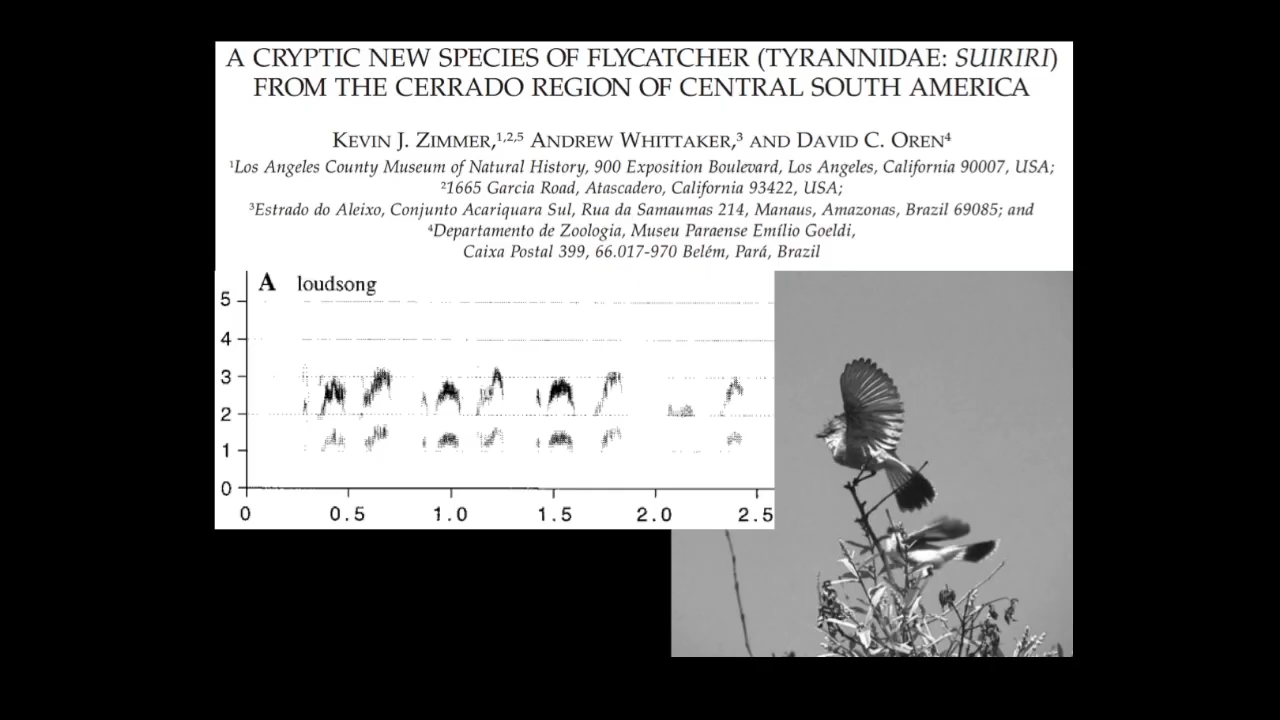 A CRYPTIC NEW SPECIES OF FLYCATCHER (TYRANNIDAE: SUIRIRI)
FROM THE CERRADO REGION OF CENTRAL SOUTH AMERICA
KEVIN J. ZIMMER,1,2,5 ANDREW WHITTAKER,3 AND DAVID C. OREN4
1Los Angeles County Museum of Natural History, 900 Exposition Boulevard, Los Angeles, California 90007, USA;
21665 Garcia Road, Atascadero, California 93422, USA;
3Estrado do Aleixo, Conjunto Acariquara Sul, Rua da Samaumas 214, Manaus, Amazonas, Brazil 69085; and
4Departamento de Zoologia, Museu Paraense Emílio Goeldi,
Caixa Postal 399, 66.017-970 Belém, Pará, Brazil
A loudsong
5
4
3
2
1
0
0 0.5 1.0 1.5 2.0 2.5